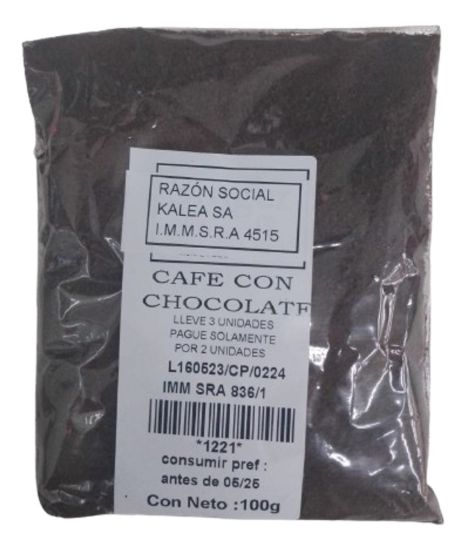 RAZÓN SOCIAL
KALEA SA
I.M.M.S.R.A 4515
CAFE CON
CHOCOLATE
LLEVE 3 UNIDADES
PAGUE SOLAMENTE
POR 2 UNIDADES
L160523/CP/0224
IMM SRA 836/1
*1221*
consumir pref :
antes de 05/25
Con Neto :100g